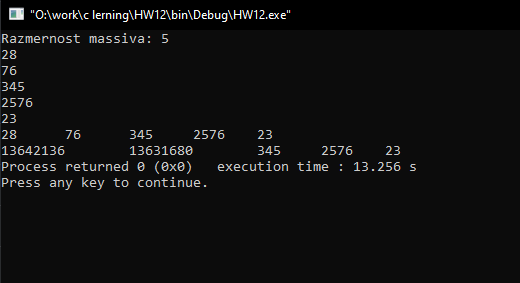 "O:\work\c lerning\HW12\bin\Debug\HW12.exe"
Razmernost massiva: 5
28
76
345
2576
23
28      76      345     2576    23
13642136        13631680        345     2576    23
Process returned 0 (0x0)   execution time : 13.256 s
Press any key to continue.